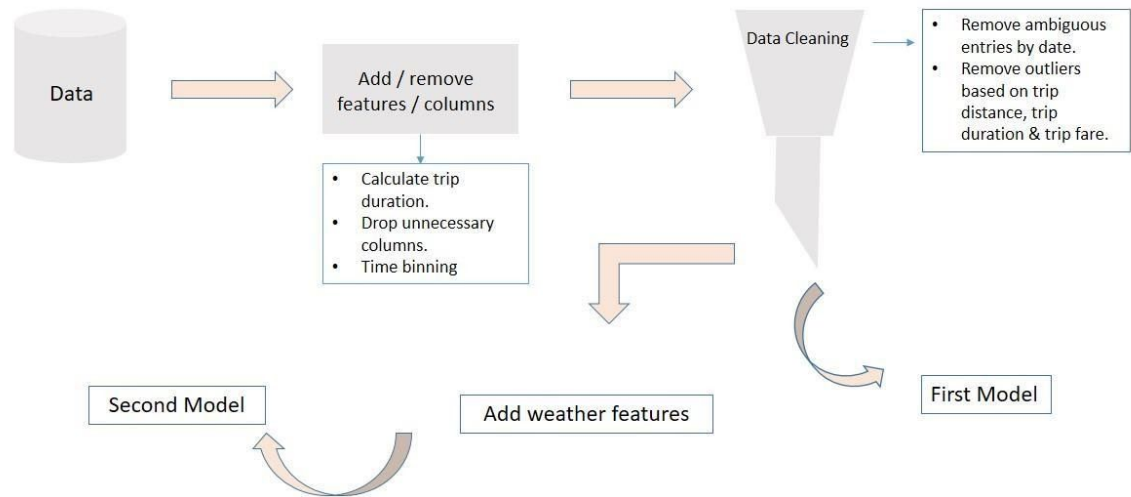 Data
Add / remove
features / columns
• Calculate trip
duration.
• Drop unnecessary
columns.
• Time binning
Data Cleaning
• Remove ambiguous
entries by date.
• Remove outliers
based on trip
distance, trip
duration & trip fare.
First Model
Add weather features
Second Model